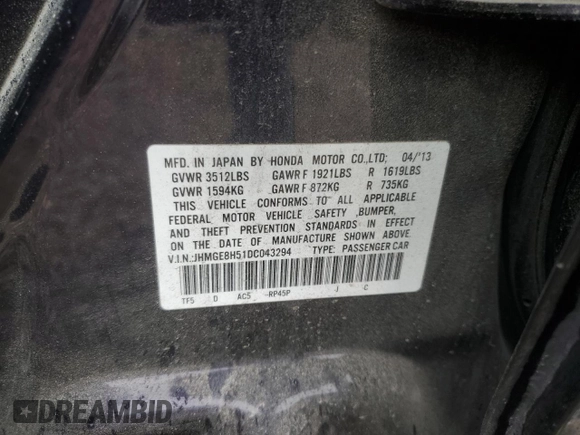 MFD. IN JAPAN BY HONDA MOTOR CO.,LTD; 04/'13
GVWR 3512LBS GAWR F 1921LBS R 1619LBS
GVWR 1594KG GAWR F 872KG R 735KG
THIS VEHICLE CONFORMS TO ALL APPLICABLE
FEDERAL MOTOR VEHICLE SAFETY ,BUMPER,
AND THEFT PREVENTION STANDARDS IN EFFECT
ON THE DATE OF MANUFACTURE SHOWN ABOVE.
V.I.N.:JHMGE8H51DC043294 TYPE: PASSENGER CAR
TF5 D AC5 -RP45P J C
DREAMBID